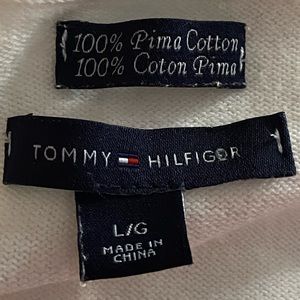 100% Pima Cotton
100% Coton Pima
TOMMY HILFIGER
L/G
MADE IN
CHINA